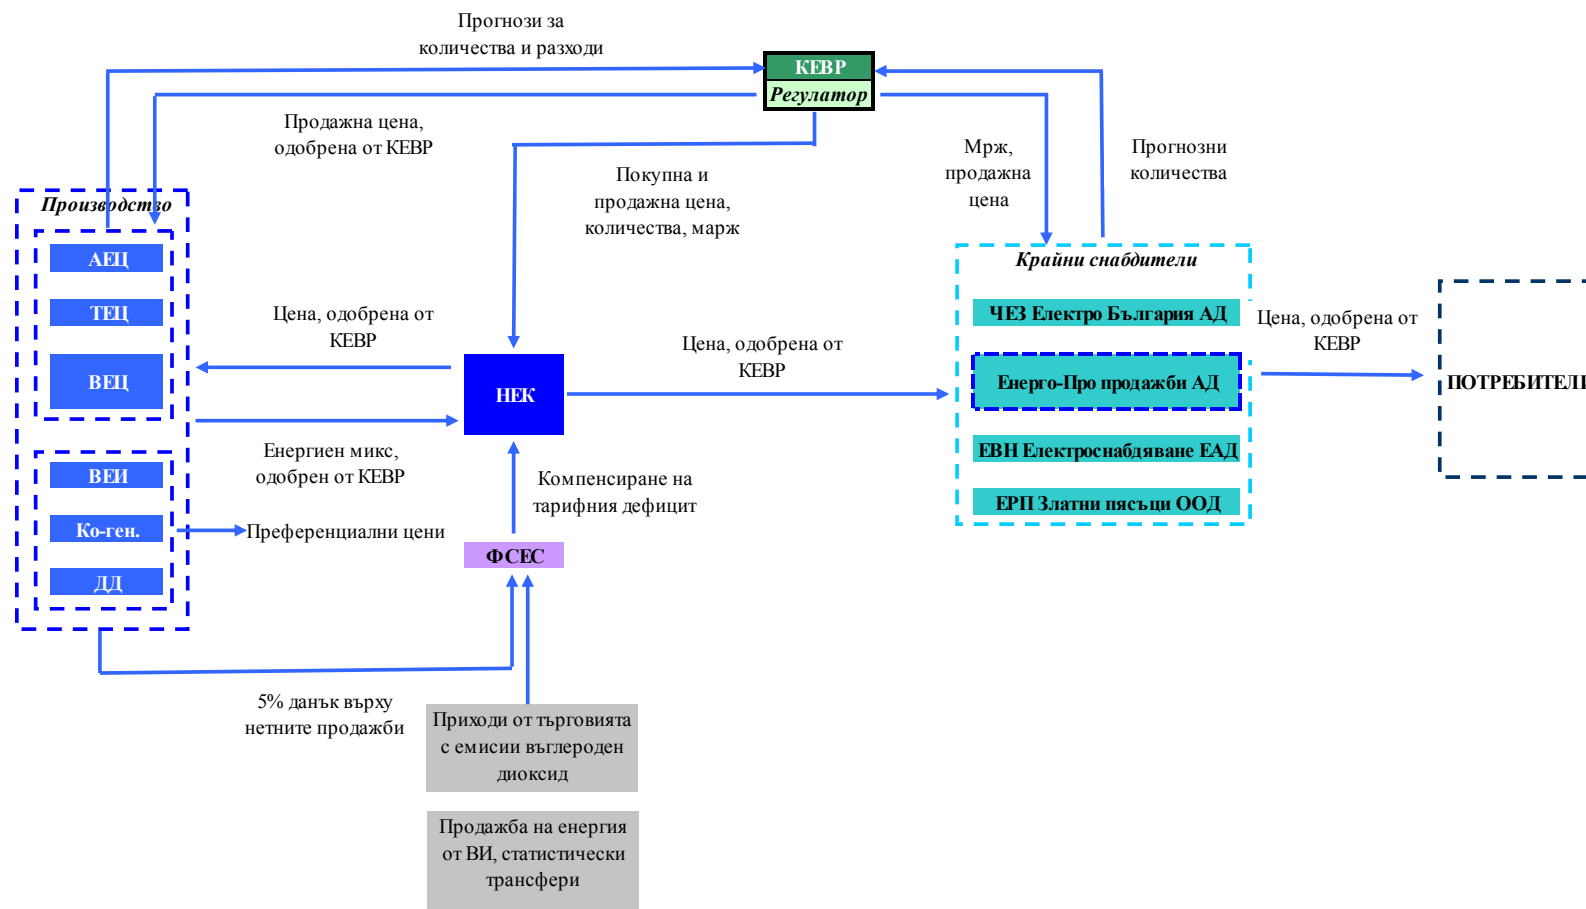 Прогнози за
количества и разходи
КЕВР
Регулатор
Продажна цена,
одобрена от КЕВР
Мрж,
продажна
цена
Прогнозни
количества
Покупна и
продажна цена,
количества, марж
Производство
АЕЦ
ТЕЦ
ВЕЦ
ВЕИ
Ко-ген.
ДД
Цена, одобрена от
КЕВР
НЕК
Енергиен микс,
одобрен от КЕВР
Преференциални цени
Компенсиране на
тарифния дефицит
ФСЕС
Цена, одобрена от
КЕВР
Крайни снабдители
ЧЕЗ Електро България АД
Енерго-Про продажби АД
ЕВН Електроснабдяване ЕАД
ЕРП Златни пясъци ООД
Цена, одобрена от
КЕВР
ПОТРЕБИТЕЛИ
5% данък върху
нетните продажби
Приходи от търговията
с емисии въглероден
диоксид
Продажба на енергия
от ВИ, статистически
трансфери